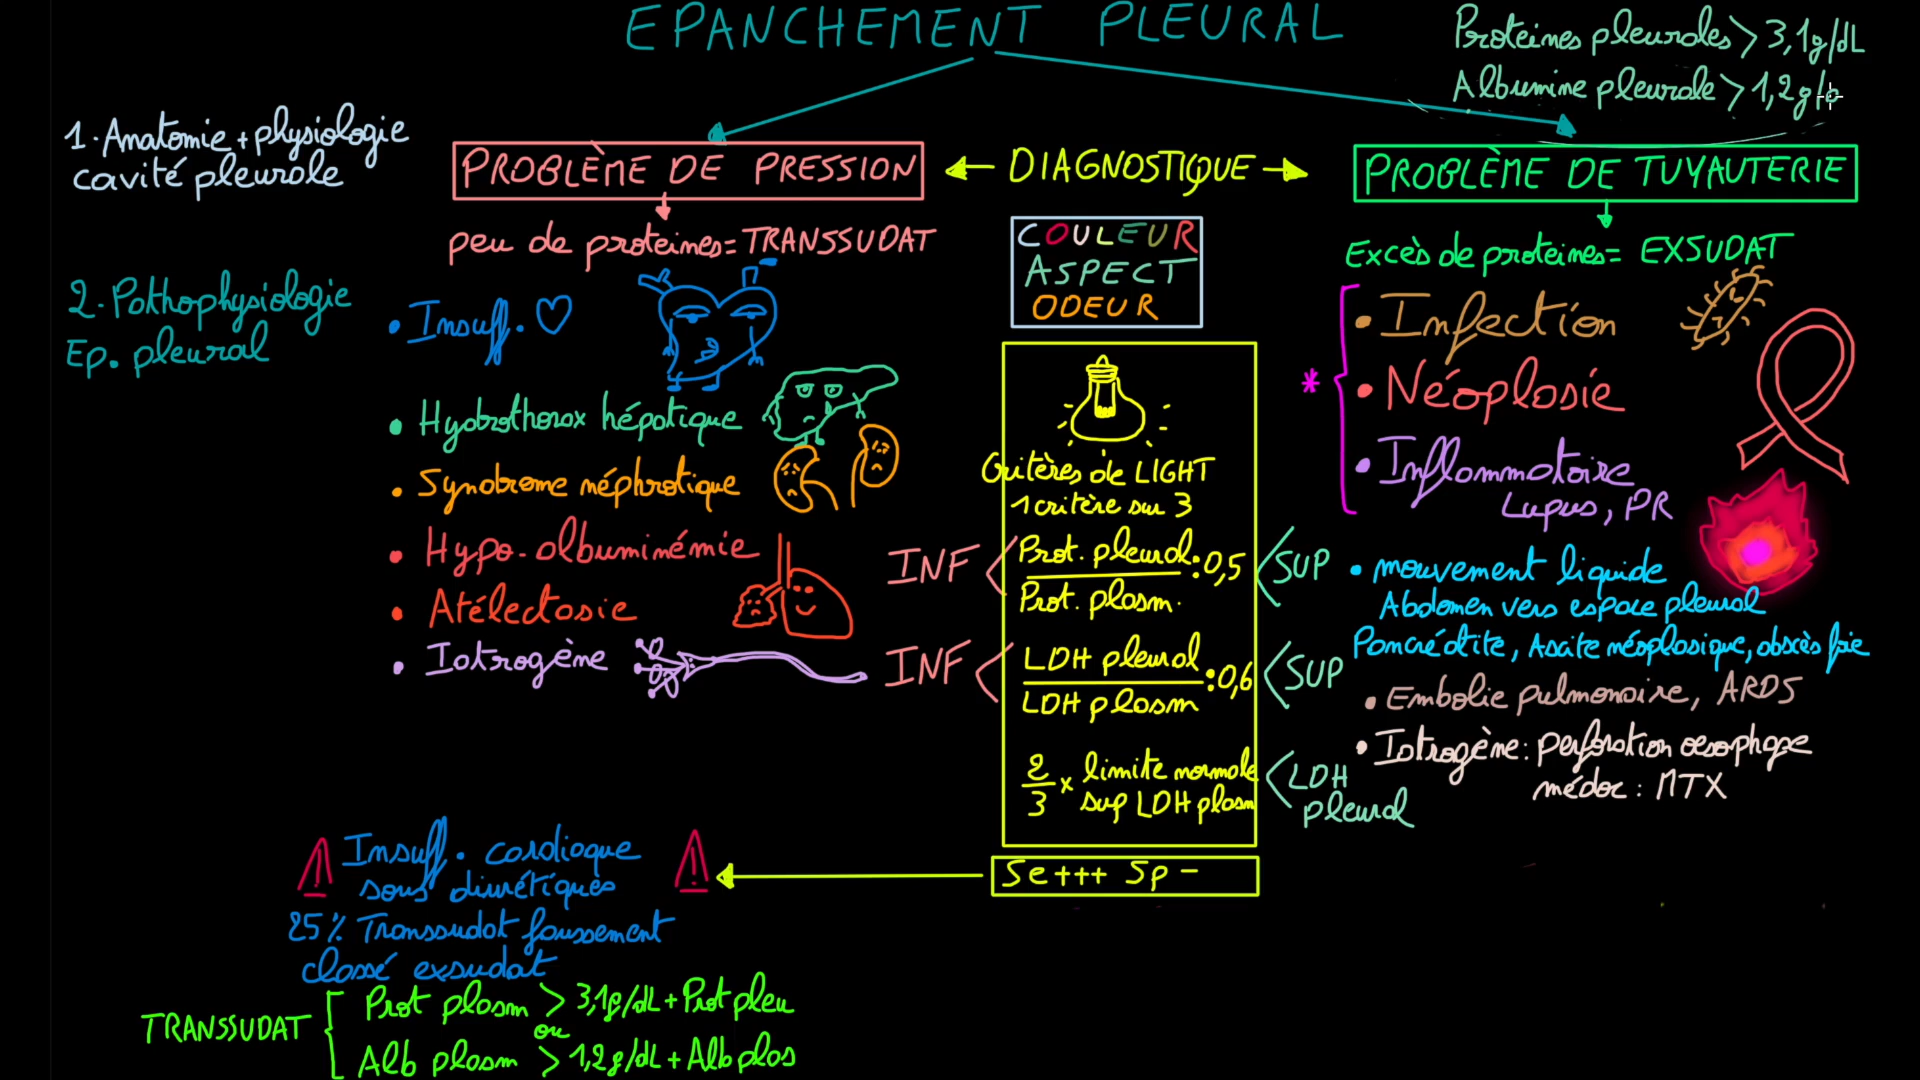 EPANCHEMENT PLEURAL
Proteines pleurales > 3,1g/dL
Albumine pleurale > 1,2g/
1. Anatomie + physiologie
cavité pleurale
2. Pathophysiologie
Ep. pleural
PROBLÈME DE PRESSION
peu de proteines = TRANSSUDAT
• Insuff. ♡
• Hydrothorax hépatique
• Syndrome néphrotique
• Hypo-albuminémie
• Atélectasie
• Iatrogène
DIAGNOSTIQUE
COULEUR
ASPECT
ODEUR
Critères de LIGHT
1 critère sur 3
INF < Prot. pleural : 0,5 < SUP
Prot. plasm.
INF < LDH pleural : 0,6 < SUP
LDH plasm
2/3 x limite normale < LDH
sup LDH plasm pleural
Se+++ Sp -
PROBLÈME DE TUYAUTERIE
Excès de proteines = EXSUDAT
*
• Infection
• Néoplasie
• Inflammatoire
Lupus, PR
• mouvement liquide
Abdomen vers espace pleural
Pancréatite, Ascite néoplasique, abscès foie
• Embolie pulmonaire, ARDS
• Iatrogène: perforation oesophage
médoc : MTX
Insuff. cardiaque
sous diurétiques
25% Transsudat faussement
classé exsudat
TRANSSUDAT
Prot plasm > 3,1g/dL + Prot pleu
ou
Alb plasm > 1,2g/dL + Alb plas